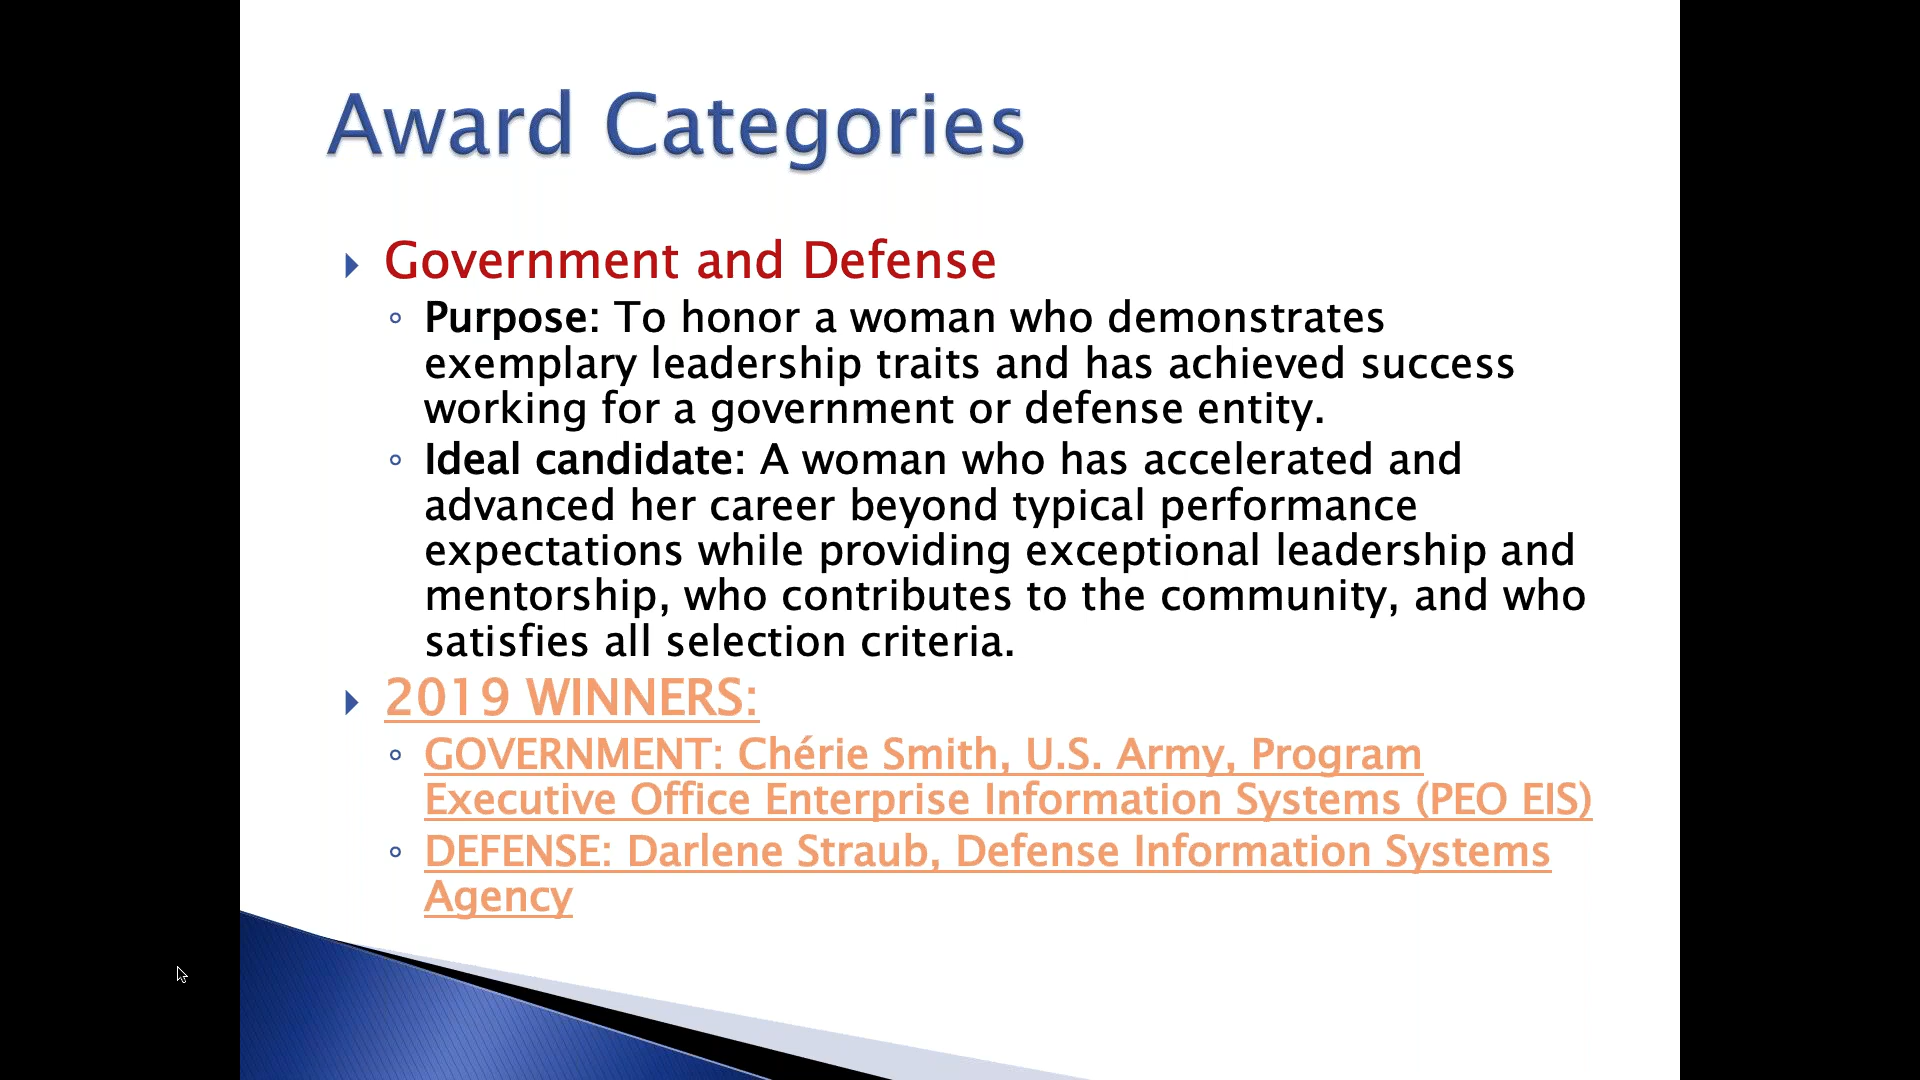 Award Categories
Government and Defense
Purpose: To honor a woman who demonstrates
exemplary leadership traits and has achieved success
working for a government or defense entity.
Ideal candidate: A woman who has accelerated and
advanced her career beyond typical performance
expectations while providing exceptional leadership and
mentorship, who contributes to the community, and who
satisfies all selection criteria.
2019 WINNERS:
GOVERNMENT: Chérie Smith, U.S. Army, Program
Executive Office Enterprise Information Systems (PEO EIS)
DEFENSE: Darlene Straub, Defense Information Systems
Agency